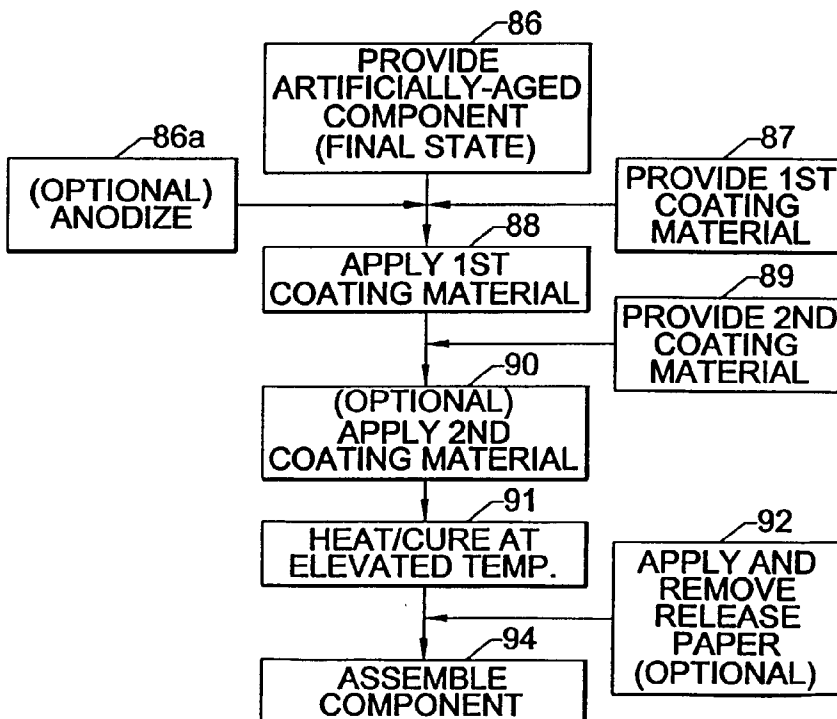 86
PROVIDE
ARTIFICIALLY-AGED
COMPONENT
(FINAL STATE)
86a
(OPTIONAL)
ANODIZE
87
PROVIDE 1ST
COATING
MATERIAL
88
APPLY 1ST
COATING MATERIAL
89
PROVIDE 2ND
COATING
MATERIAL
90
(OPTIONAL)
APPLY 2ND
COATING MATERIAL
91
HEAT/CURE AT
ELEVATED TEMP.
92
APPLY AND
REMOVE
RELEASE
PAPER
(OPTIONAL)
94
ASSEMBLE
COMPONENT